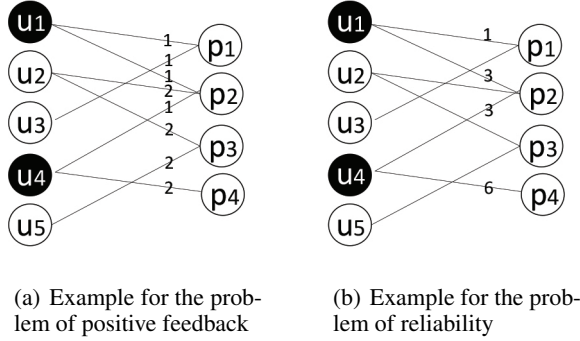 u1
u2
u3
u4
u5
1
1
1
2
1
2
2
2
p1
p2
p3
p4
u1
u2
u3
u4
u5
1
3
3
6
p1
p2
p3
p4
(a) Example for the prob-
lem of positive feedback
(b) Example for the prob-
lem of reliability